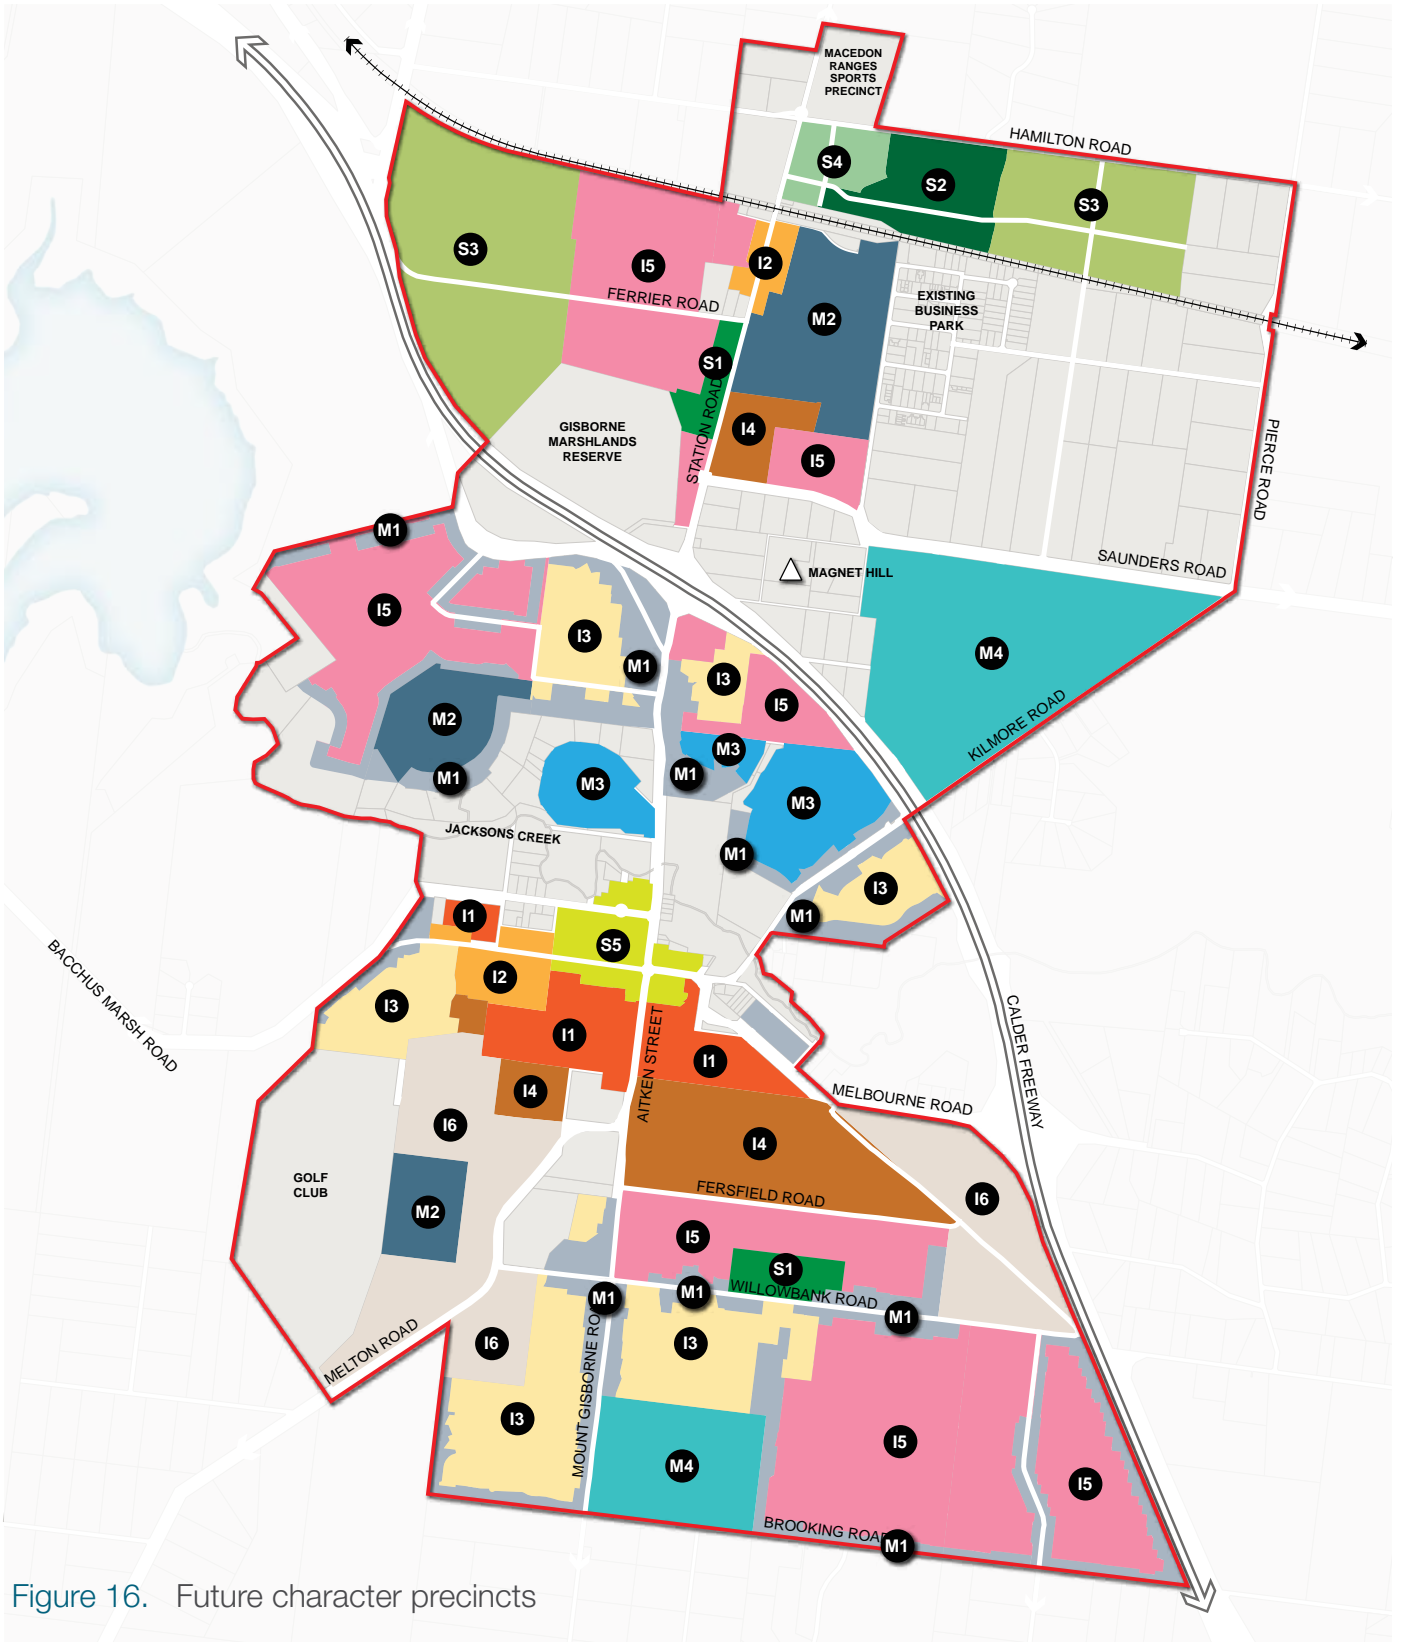 MACEDON
RANGES
SPORTS
PRECINCT
HAMILTON ROAD
S4
S2
S3
S3
I5
I2
FERRIER ROAD
EXISTING
BUSINESS
PARK
M2
S1
STATION ROAD
I4
I5
GISBORNE
MARSHLANDS
RESERVE
PIERCE ROAD
M1
SAUNDERS ROAD
MAGNET HILL
I5
I3
M1
M4
I3
I5
KILMORE ROAD
M2
M3
M1
M1
M3
M3
JACKSONS CREEK
M1
I3
M1
I1
S5
I2
I3
I1
BACCHUS MARSH ROAD
AITKEN STREET
I1
CALDER FREEWAY
I4
MELBOURNE ROAD
I6
I4
GOLF
CLUB
FERSFIELD ROAD
I6
M2
I5
S1
M1
M1
WILLOWBANK ROAD
M1
MELTON ROAD
I6
MOUNT GISBORNE RO
I3
I3
I5
M4
I5
BROOKING ROAD
M1
Figure 16. Future character precincts